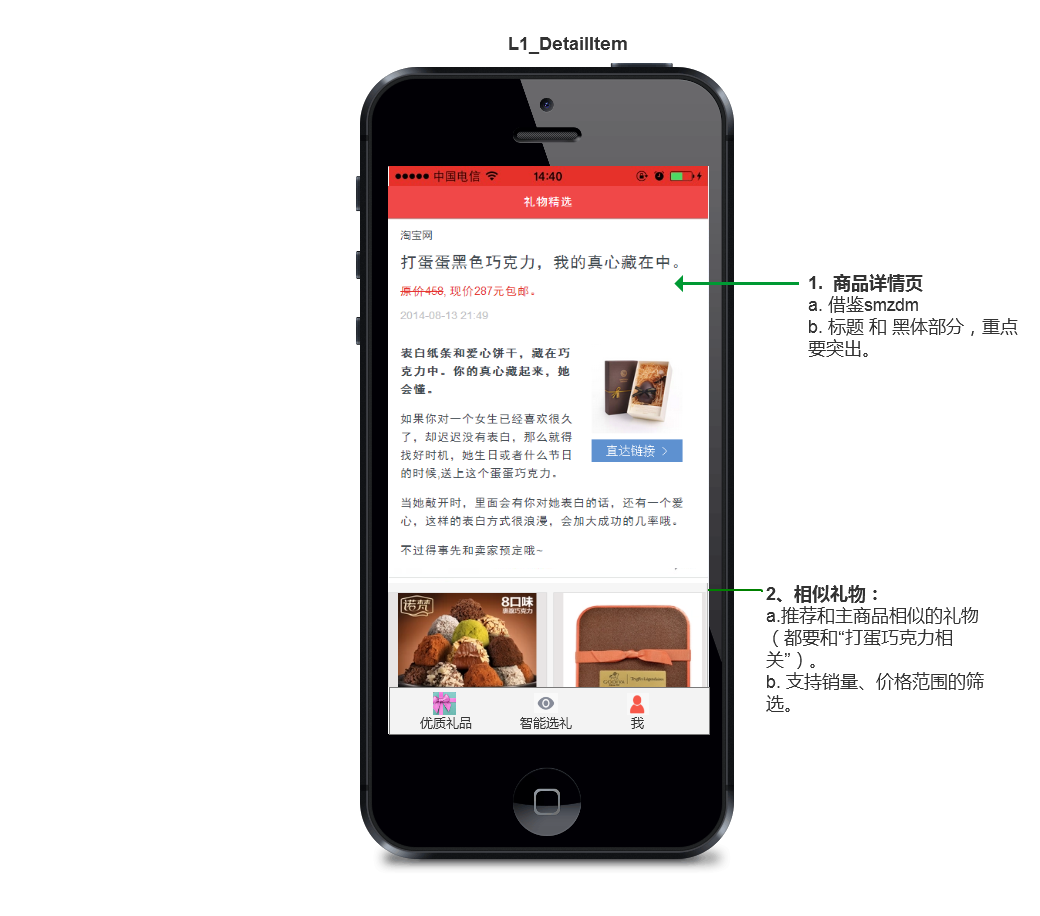 L1_DetailItem
中国电信
14:40
礼物精选
淘宝网
打蛋蛋黑色巧克力，我的真心藏在中。
原价458, 现价287元包邮。
2014-08-13 21:49
表白纸条和爱心饼干，藏在巧
克力中。你的真心藏起来，她
会懂。
如果你对一个女生已经喜欢很久
了，却迟迟没有表白，那么就得
找好时机，她生日或者什么节日
的时候,送上这个蛋蛋巧克力。
直达链接 >
当她敲开时，里面会有你对她表白的话，还有一个爱
心，这样的表白方式很浪漫，会加大成功的几率哦。
不过得事先和卖家预定哦~
诺梵
8口味
松露巧克力
GODIVA
优质礼品
智能选礼
我
1. 商品详情页
a. 借鉴smzdm
b. 标题 和 黑体部分，重点
要突出。
2、相似礼物：
a.推荐和主商品相似的礼物
（都要和“打蛋巧克力相
关”）。
b. 支持销量、价格范围的筛
选。